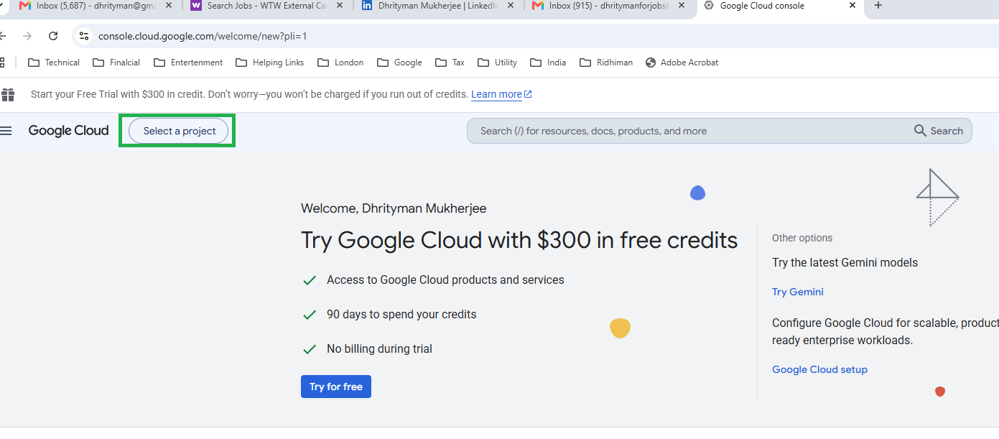 Inbox (5,687) - dhrityman@gma
Search Jobs - WTW External Ca
Dhrityman Mukherjee | LinkedIn
Inbox (915) - dhritymanforjobs@
Google Cloud console
console.cloud.google.com/welcome/new?pli=1
Technical
Finalcial
Entertenment
Helping Links
London
Google
Tax
Utility
India
Ridhiman
Adobe Acrobat
Start your Free Trial with $300 in credit. Don't worry—you won't be charged if you run out of credits. Learn more
Google Cloud
Select a project
Search (/) for resources, docs, products, and more
Search
Welcome, Dhrityman Mukherjee
Try Google Cloud with $300 in free credits
Access to Google Cloud products and services
90 days to spend your credits
No billing during trial
Try for free
Other options
Try the latest Gemini models
Try Gemini
Configure Google Cloud for scalable, product
ready enterprise workloads.
Google Cloud setup